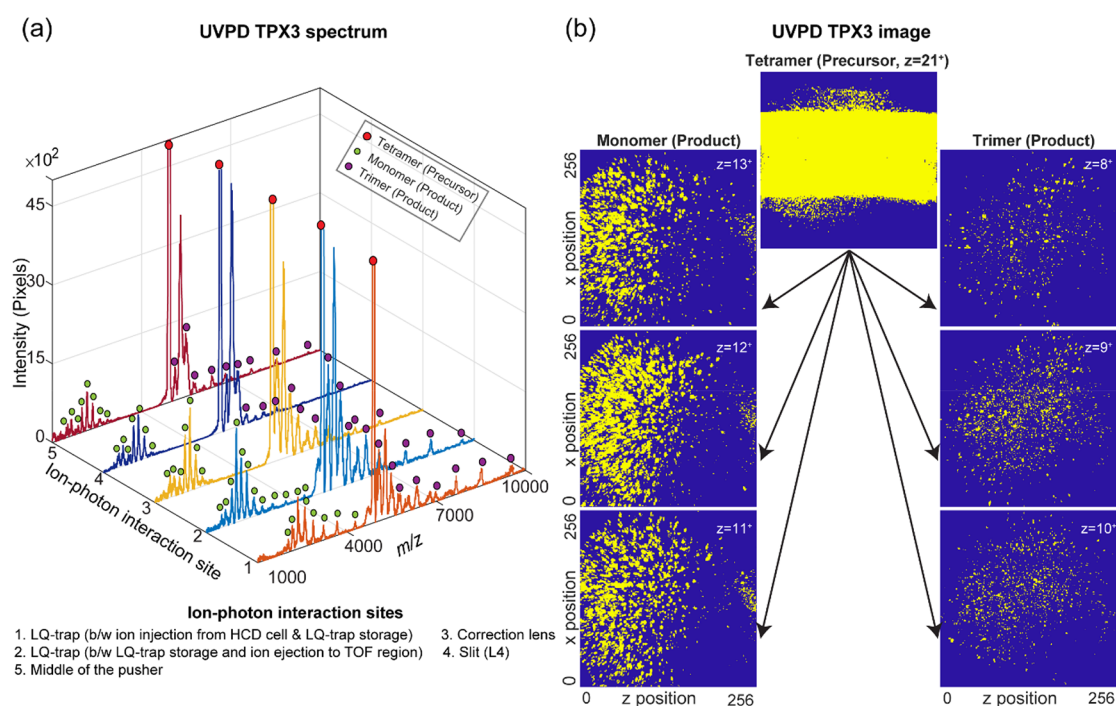 (a)
UVPD TPX3 spectrum
×10²
45
30
15
0
Intensity (Pixels)
Tetramer (Precursor)
Monomer (Product)
Trimer (Product)
5
4
3
2
1
Ion-photon interaction site
1000
4000
7000
10000
m/z
Ion-photon interaction sites
1. LQ-trap (b/w ion injection from HCD cell & LQ-trap storage)
2. LQ-trap (b/w LQ-trap storage and ion ejection to TOF region)
5. Middle of the pusher
3. Correction lens
4. Slit (L4)
(b)
UVPD TPX3 image
Tetramer (Precursor, z=21⁺)
Monomer (Product)
Trimer (Product)
256
x position
0
z=13⁺
z=8⁺
256
x position
0
z=12⁺
z=9⁺
256
x position
0
z=11⁺
z=10⁺
0
z position
256
0
z position
256